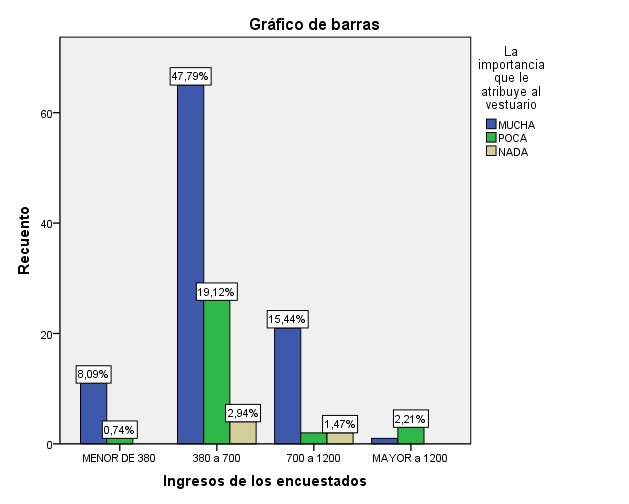 Gráfico de barras
La
importancia
que le
atribuye al
vestuario
MUCHA
POCA
NADA
Recuento
60
40
20
0
47,79%
19,12%
15,44%
8,09%
0,74%
2,94%
1,47%
2,21%
MENOR DE 380
380 a 700
700 a 1200
MAYOR a 1200
Ingresos de los encuestados